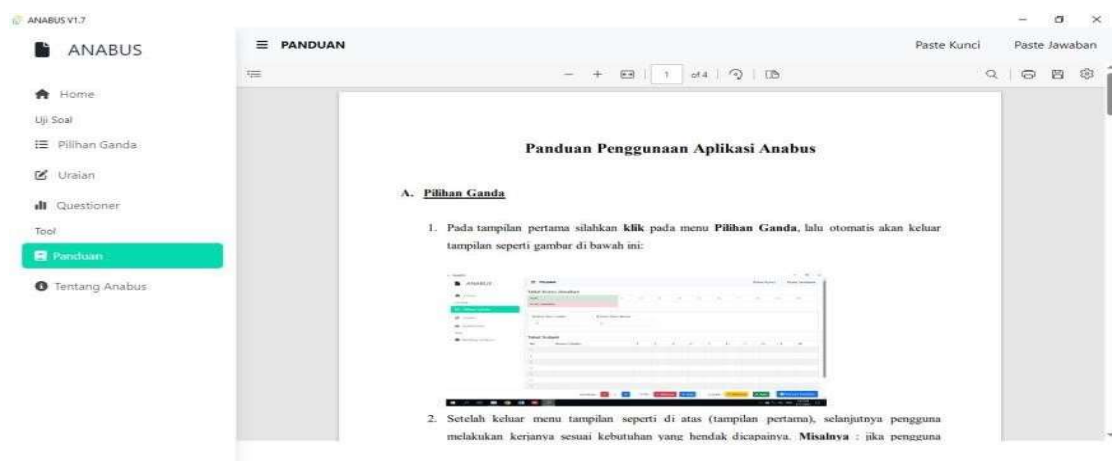 ANABUS V1.7
ANABUS
Home
Uji Soal
Pilihan Ganda
Uraian
Questioner
Tool
Panduan
Tentang Anabus
PANDUAN
Paste Kunci Paste Jawaban
1 of 4
Panduan Penggunaan Aplikasi Anabus
A. Pilihan Ganda
1. Pada tampilan pertama silahkan klik pada menu Pilihan Ganda, lalu otomatis akan keluar
tampilan seperti gambar di bawah ini:
ANABUS
2. Setelah keluar menu tampilan seperti di atas (tampilan pertama), selanjutnya pengguna
melakukan kerjanya sesuai kebutuhan yang hendak dicapainya. Misalnya : jika pengguna